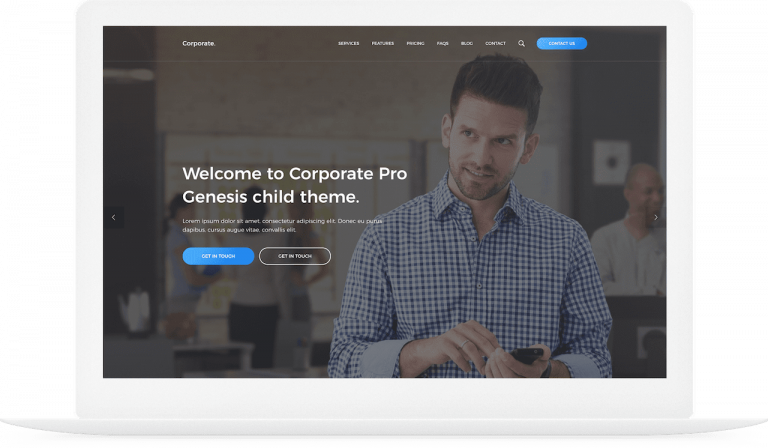 Corporate.
SERVICES FEATURES PRICING FAQS BLOG CONTACT CONTACT US
Welcome to Corporate Pro
Genesis child theme.
Lorem ipsum dolor sit amet, consectetur adipiscing elit. Donec eu purus
dapibus, cursus augue vitae, convallis elit.
GET IN TOUCH GET IN TOUCH